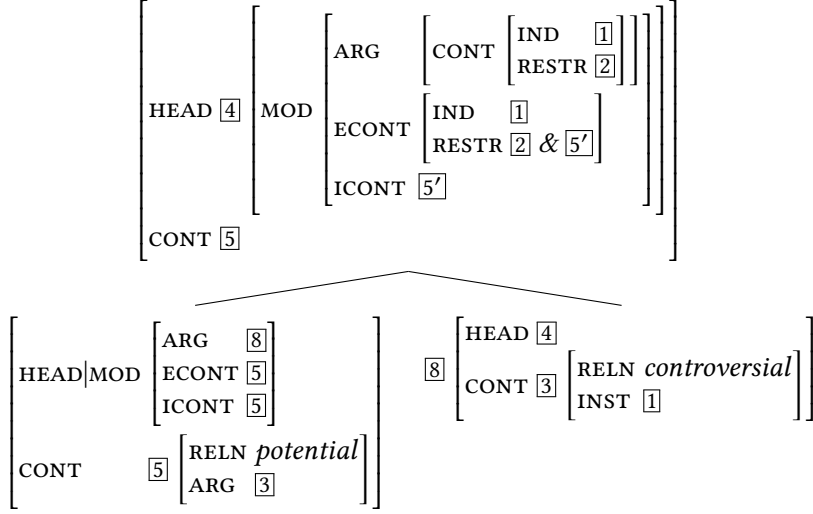 ARG [CONT [IND 1
RESTR 2]]
HEAD 4 [MOD [ECONT [IND 1
RESTR 2 & 5′]
ICONT 5′]]
CONT 5
HEAD|MOD [ARG 8
ECONT 5
ICONT 5]
CONT 5 [RELN potential
ARG 3]
8 [HEAD 4
CONT 3 [RELN controversial
INST 1]]